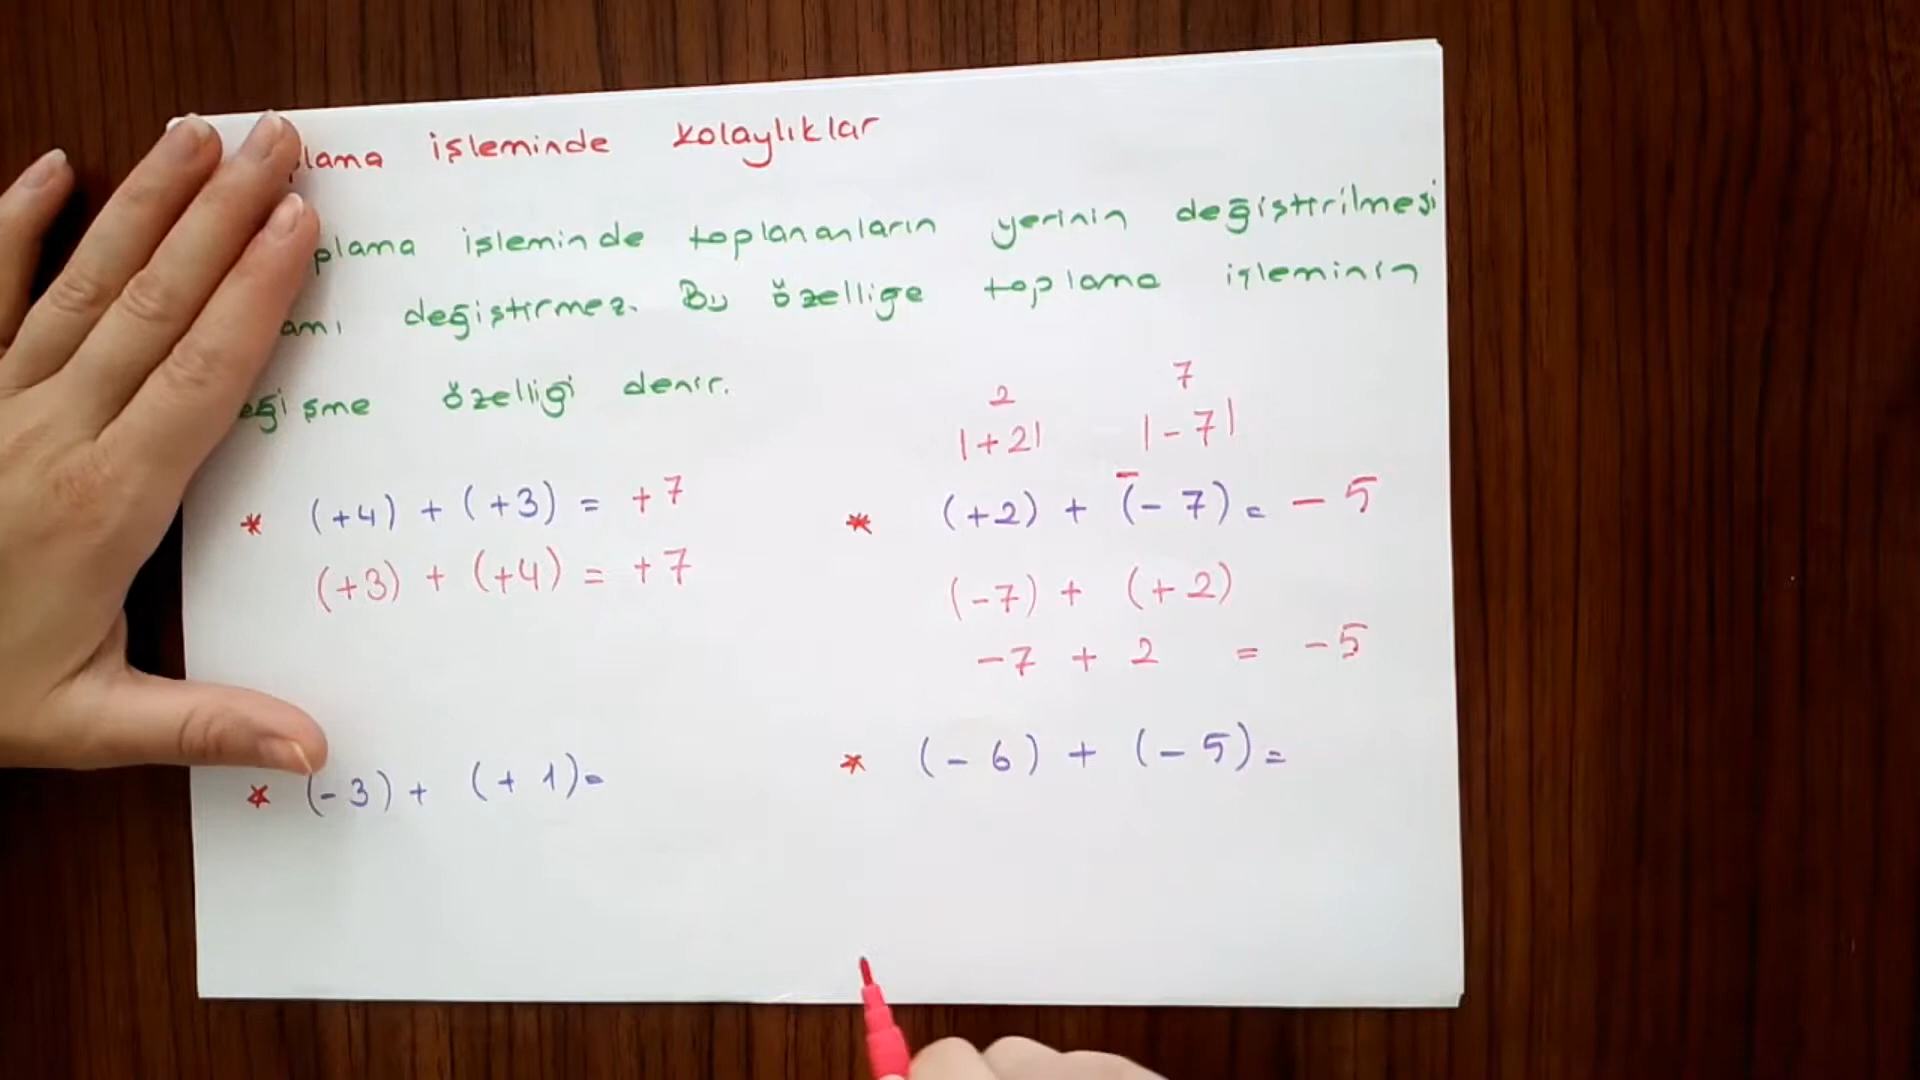 lama işleminde kolaylıklar
plama işleminde toplananların yerinin değiştirilmesi
amı değiştirmez. Bu özelliğe toplama işleminin
eği şme özelliği denir.
2 7
|+2| |-7|
* (+4) + (+3) = +7
(+3) + (+4) = +7
* (+2) + (-7) = - 5
(-7) + (+2)
-7 + 2 = -5
* (-3) + (+1) =
* (-6) + (-5) =